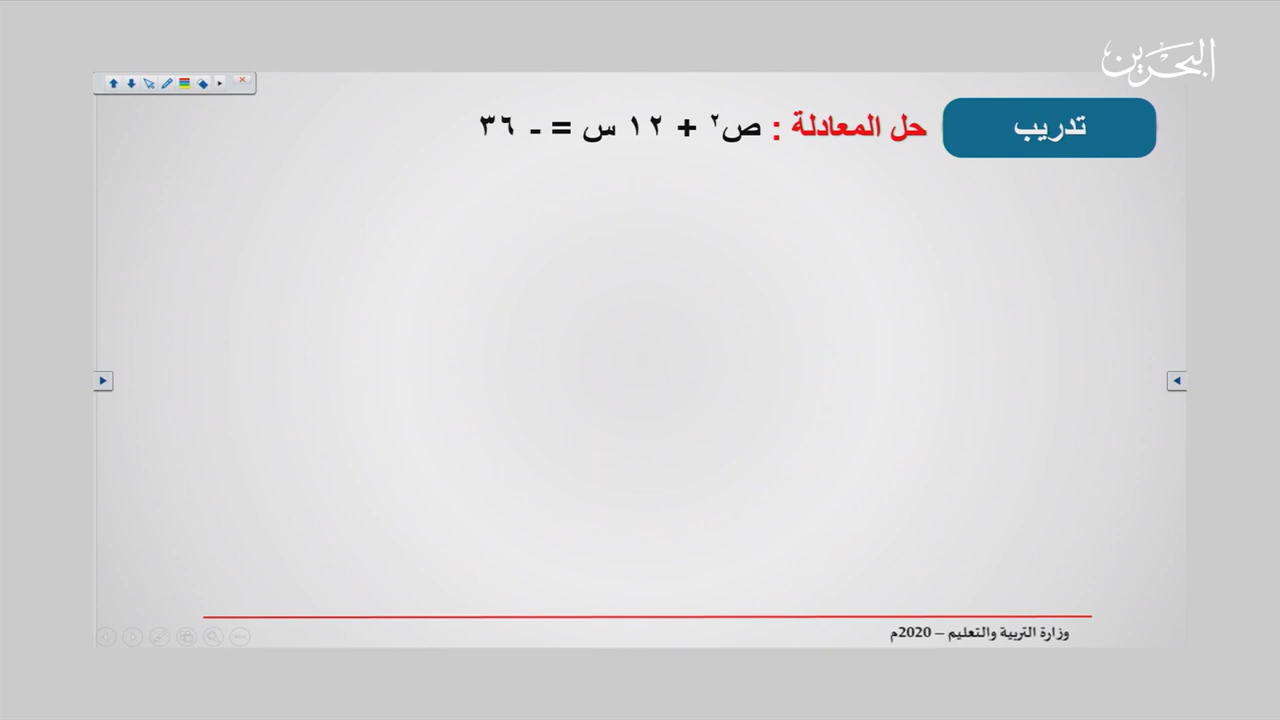 البحرين
تدريب
حل المعادلة : ص٢ + ١٢ س = - ٣٦
وزارة التربية والتعليم – 2020م